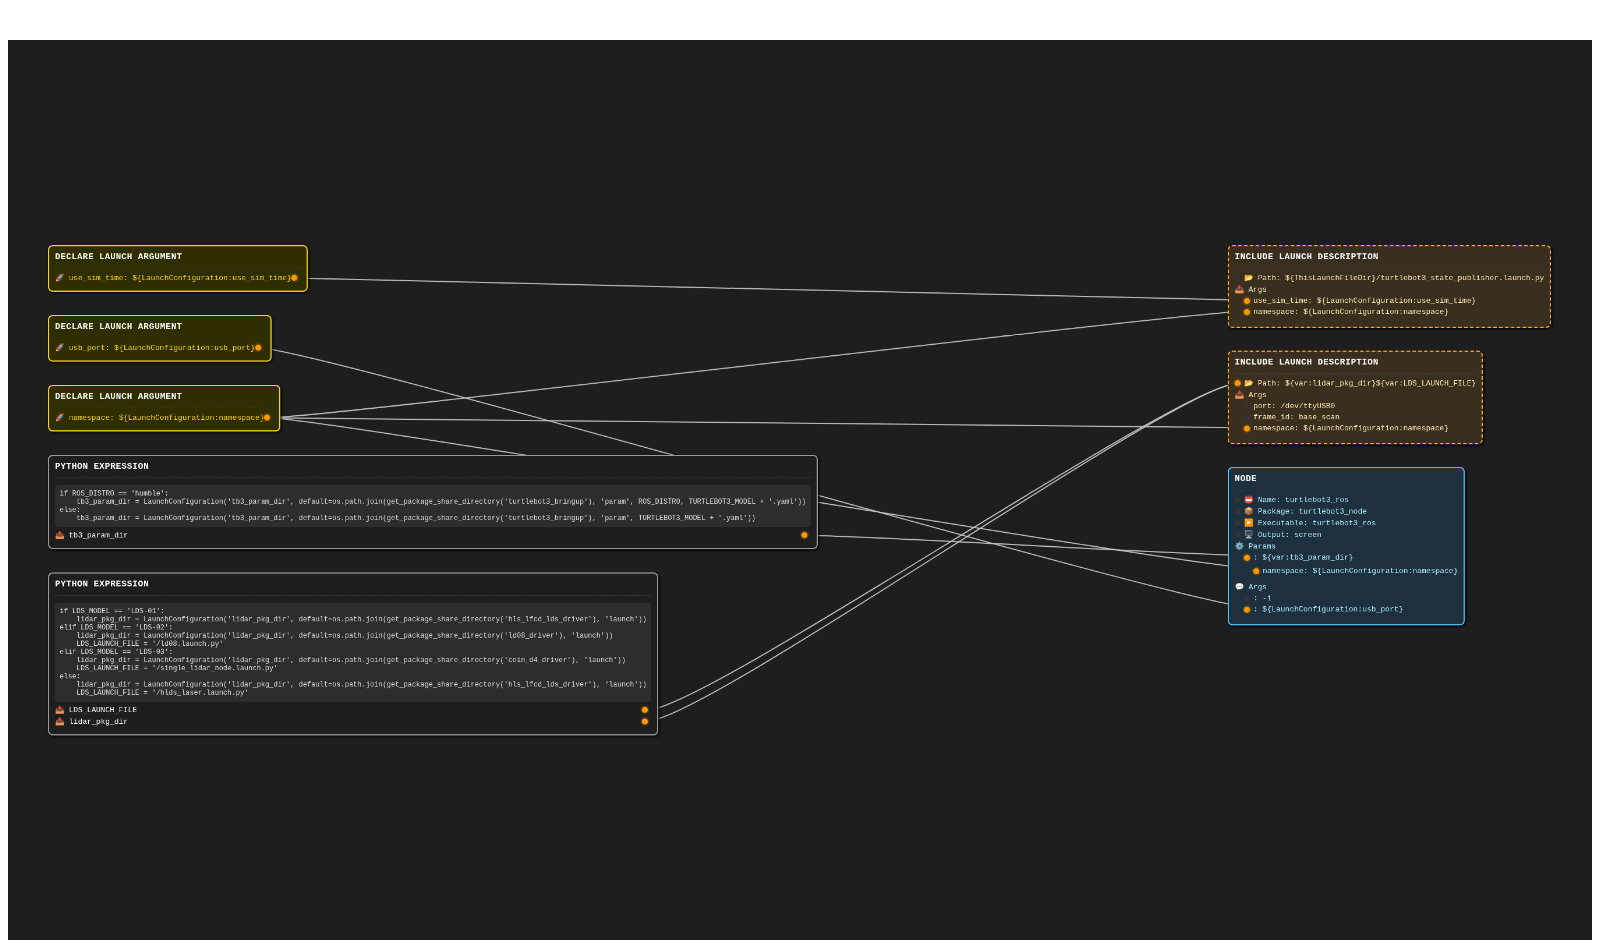 DECLARE LAUNCH ARGUMENT
🚀 use_sim_time: ${LaunchConfiguration:use_sim_time}
DECLARE LAUNCH ARGUMENT
🚀 usb_port: ${LaunchConfiguration:usb_port}
DECLARE LAUNCH ARGUMENT
🚀 namespace: ${LaunchConfiguration:namespace}
PYTHON EXPRESSION
if ROS_DISTRO == 'humble':
    tb3_param_dir = LaunchConfiguration('tb3_param_dir', default=os.path.join(get_package_share_directory('turtlebot3_bringup'), 'param', ROS_DISTRO, TURTLEBOT3_MODEL + '.yaml'))
else:
    tb3_param_dir = LaunchConfiguration('tb3_param_dir', default=os.path.join(get_package_share_directory('turtlebot3_bringup'), 'param', TURTLEBOT3_MODEL + '.yaml'))
📤 tb3_param_dir
PYTHON EXPRESSION
if LDS_MODEL == 'LDS-01':
    lidar_pkg_dir = LaunchConfiguration('lidar_pkg_dir', default=os.path.join(get_package_share_directory('hls_lfcd_lds_driver'), 'launch'))
elif LDS_MODEL == 'LDS-02':
    lidar_pkg_dir = LaunchConfiguration('lidar_pkg_dir', default=os.path.join(get_package_share_directory('ld08_driver'), 'launch'))
    LDS_LAUNCH_FILE = '/ld08.launch.py'
elif LDS_MODEL == 'LDS-03':
    lidar_pkg_dir = LaunchConfiguration('lidar_pkg_dir', default=os.path.join(get_package_share_directory('coin_d4_driver'), 'launch'))
    LDS_LAUNCH_FILE = '/single_lidar_node.launch.py'
else:
    lidar_pkg_dir = LaunchConfiguration('lidar_pkg_dir', default=os.path.join(get_package_share_directory('hls_lfcd_lds_driver'), 'launch'))
    LDS_LAUNCH_FILE = '/hlds_laser.launch.py'
📤 LDS_LAUNCH_FILE
📤 lidar_pkg_dir
INCLUDE LAUNCH DESCRIPTION
📂 Path: ${ThisLaunchFileDir}/turtlebot3_state_publisher.launch.py
📥 Args
use_sim_time: ${LaunchConfiguration:use_sim_time}
namespace: ${LaunchConfiguration:namespace}
INCLUDE LAUNCH DESCRIPTION
📂 Path: ${var:lidar_pkg_dir}${var:LDS_LAUNCH_FILE}
📥 Args
port: /dev/ttyUSB0
frame_id: base_scan
namespace: ${LaunchConfiguration:namespace}
NODE
📛 Name: turtlebot3_ros
📦 Package: turtlebot3_node
▶️ Executable: turtlebot3_ros
🖥️ Output: screen
⚙️ Params
: ${var:tb3_param_dir}
namespace: ${LaunchConfiguration:namespace}
💬 Args
: -i
: ${LaunchConfiguration:usb_port}